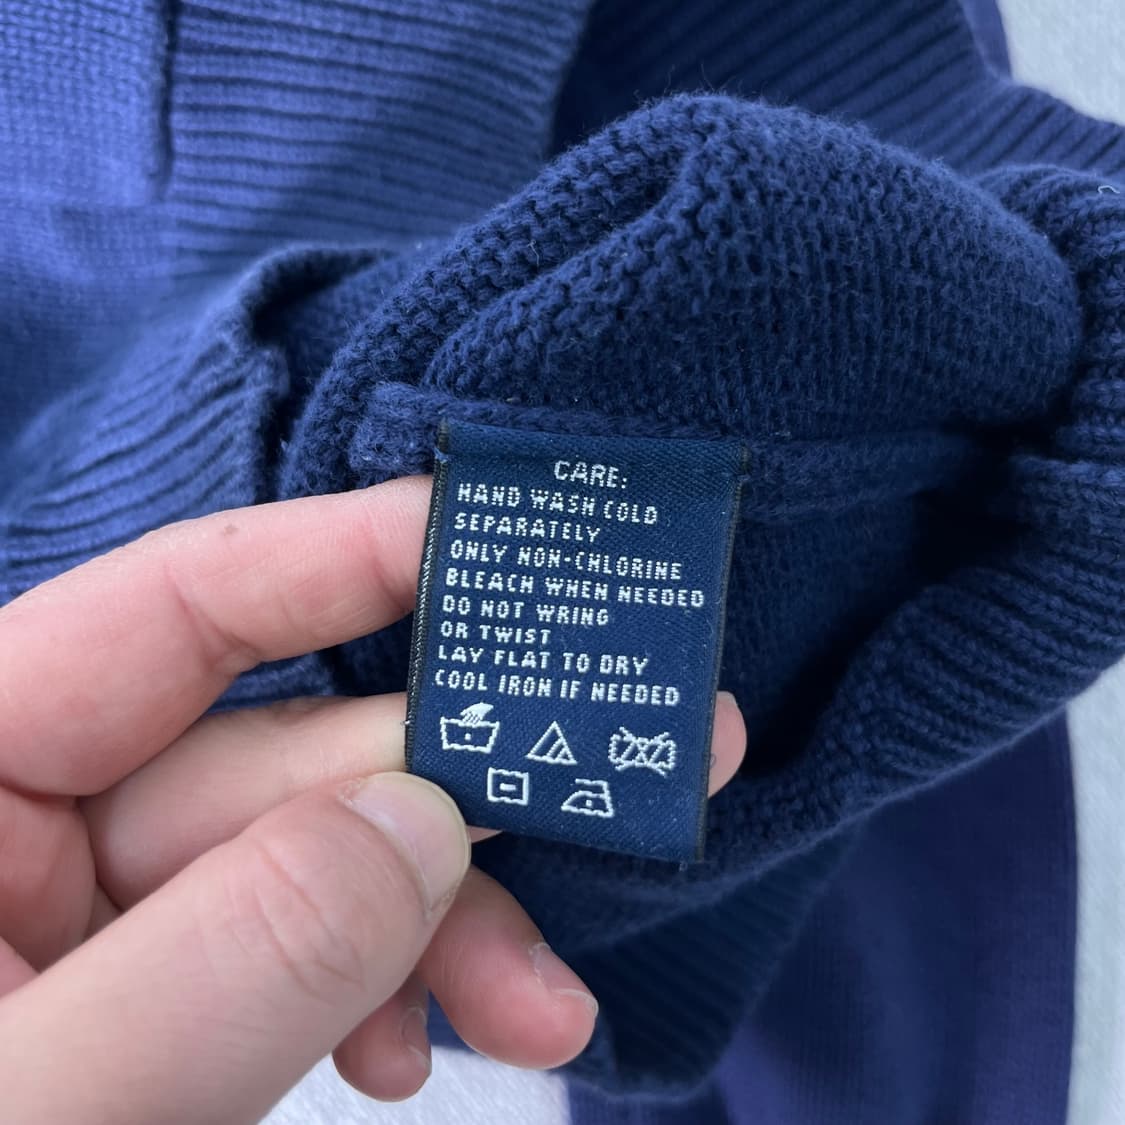 CARE:
HAND WASH COLD
SEPARATELY
ONLY NON-CHLORINE
BLEACH WHEN NEEDED
DO NOT WRING
OR TWIST
LAY FLAT TO DRY
COOL IRON IF NEEDED